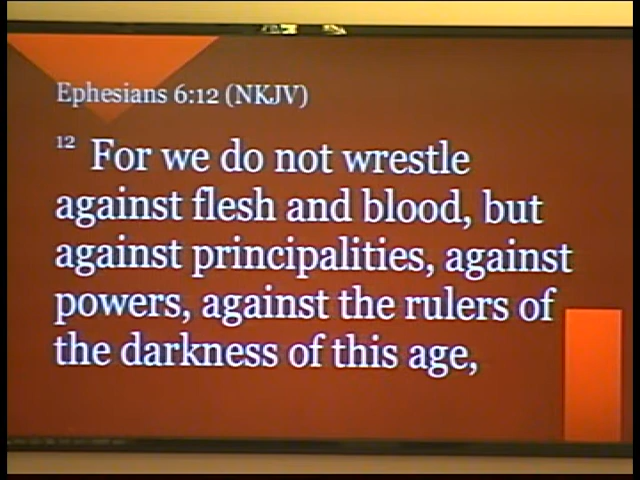 Ephesians 6:12 (NKJV)
12 For we do not wrestle
against flesh and blood, but
against principalities, against
powers, against the rulers of
the darkness of this age,